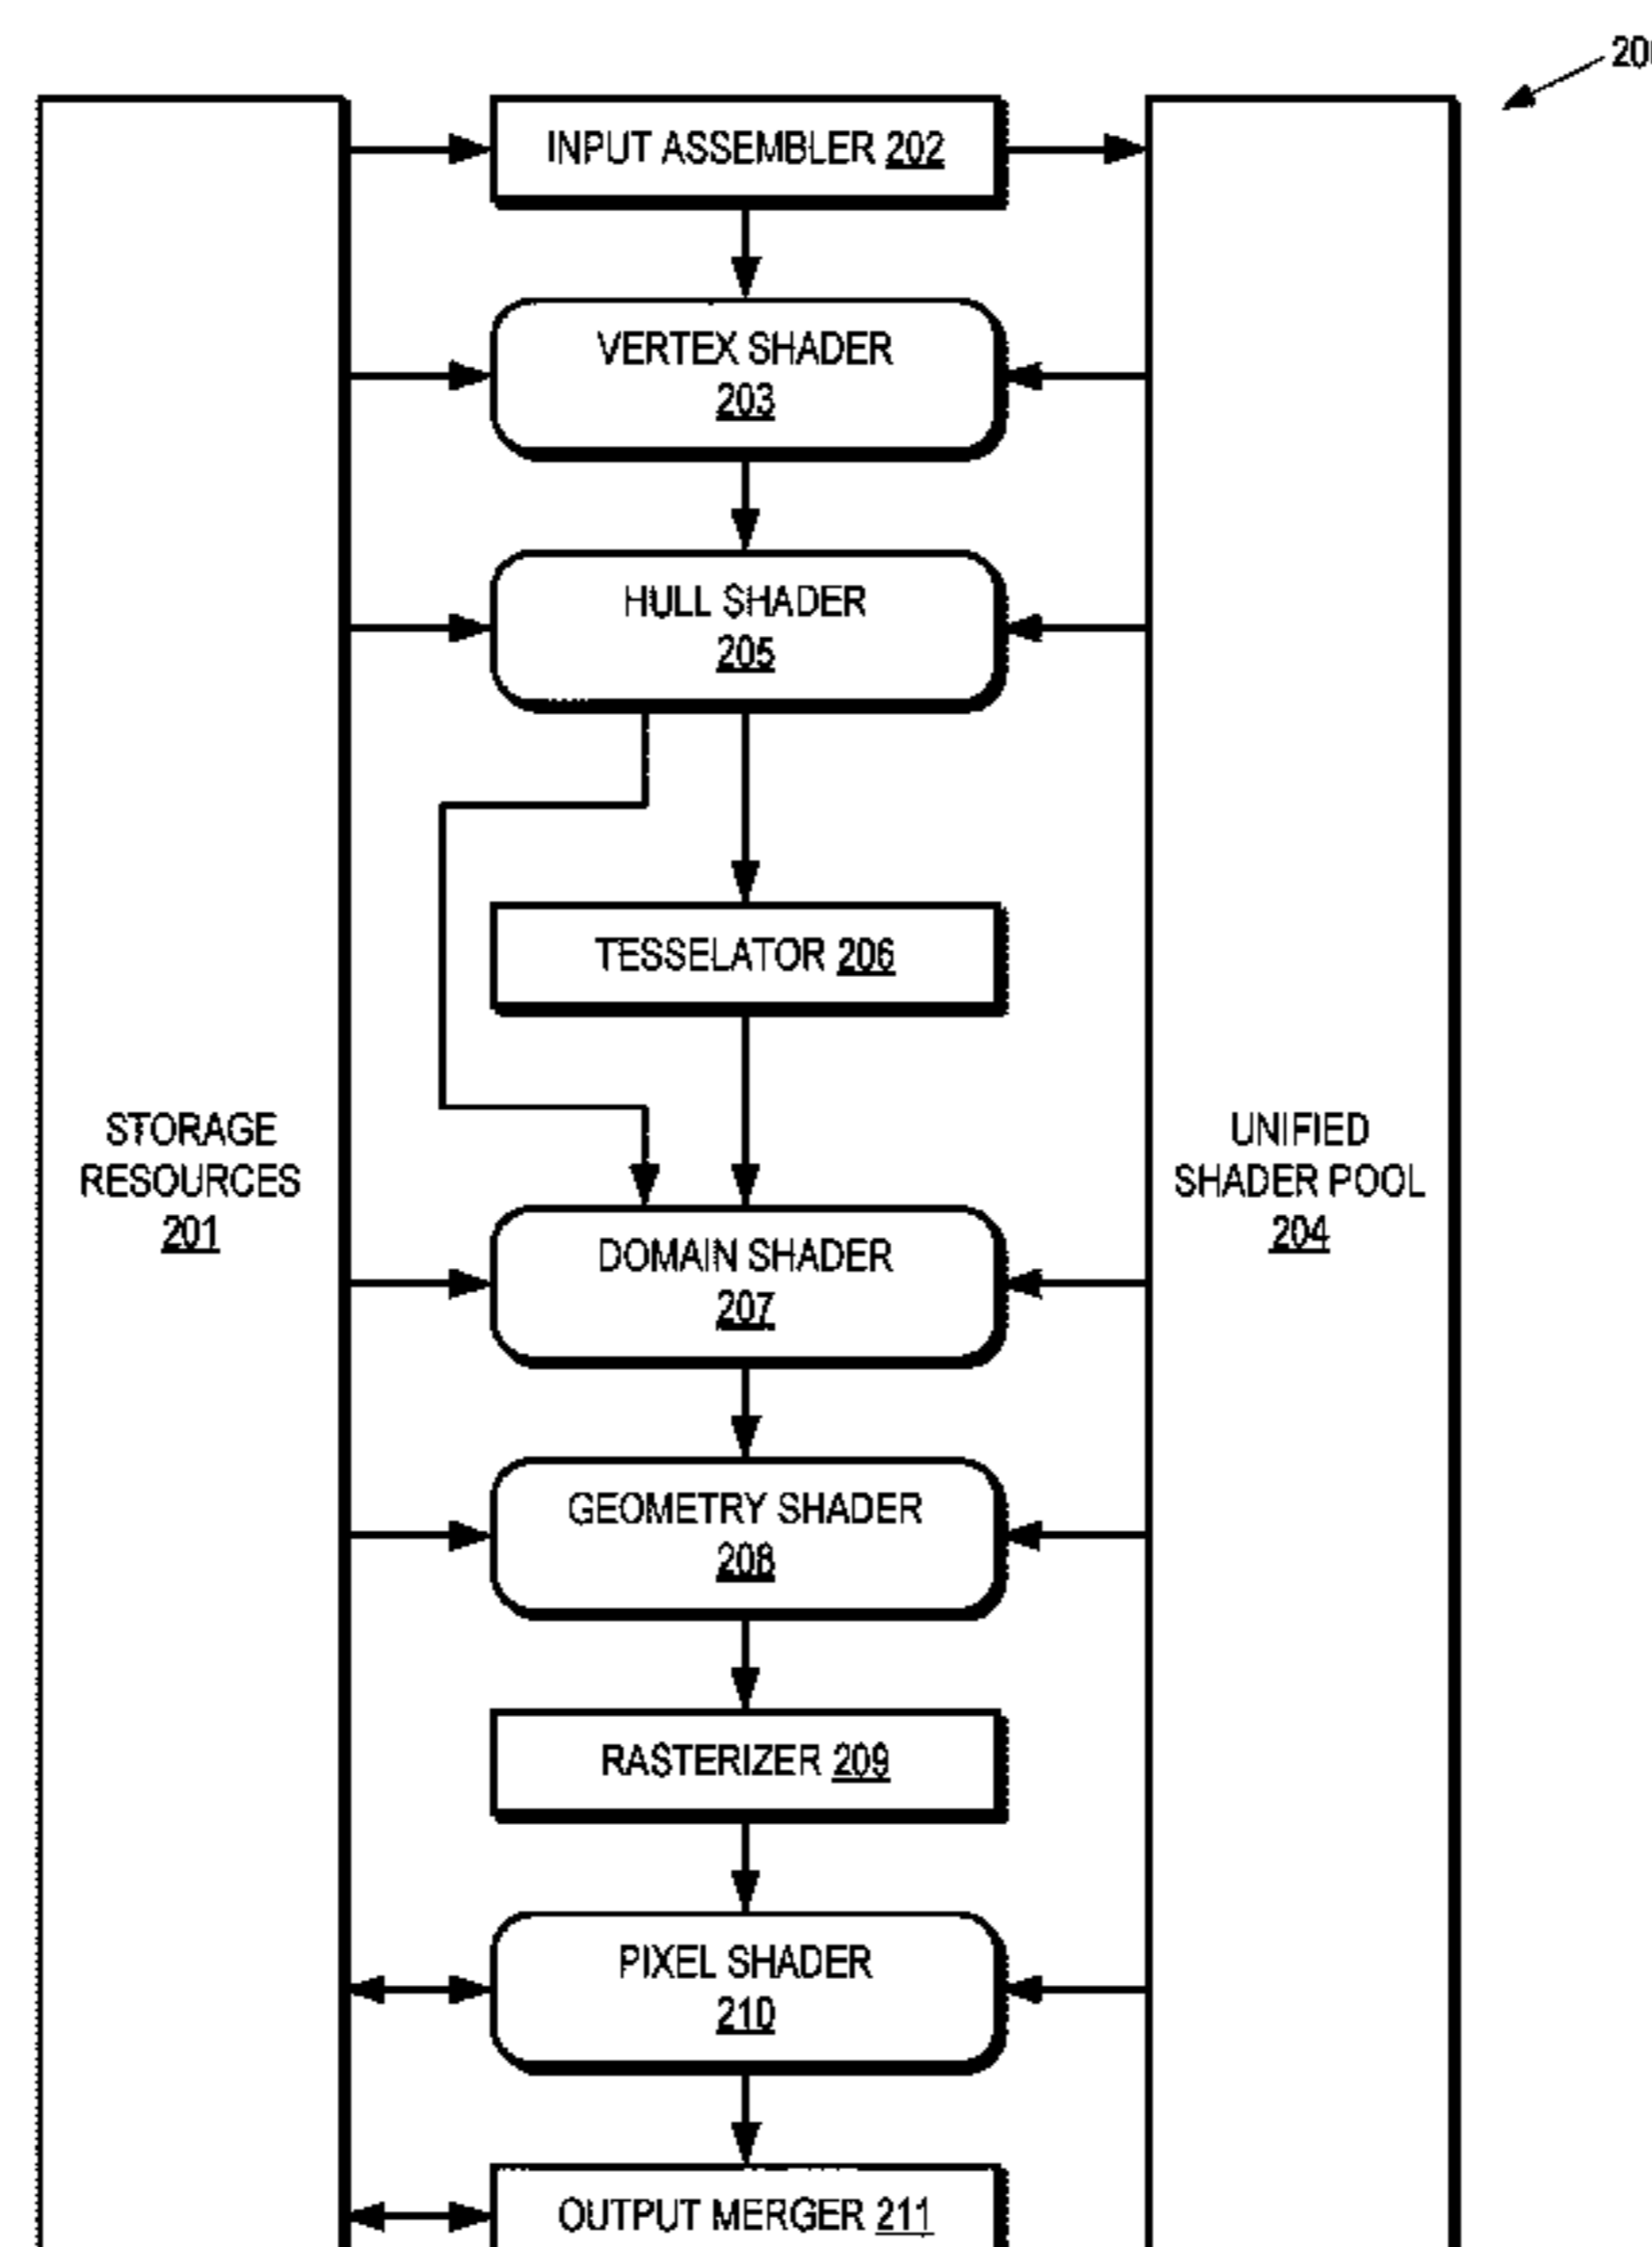 INPUT ASSEMBLER 202
VERTEX SHADER
203
HULL SHADER
205
TESSELATOR 206
STORAGE
RESOURCES
201
UNIFIED
SHADER POOL
204
DOMAIN SHADER
207
GEOMETRY SHADER
208
RASTERIZER 209
PIXEL SHADER
210
OUTPUT MERGER 211